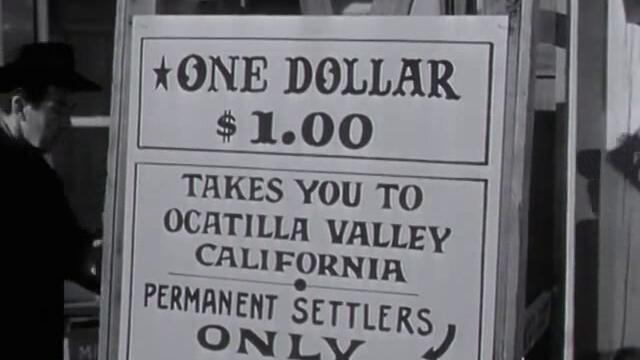 ★ONE DOLLAR
$1.00
TAKES YOU TO
OCATILLA VALLEY
CALIFORNIA
PERMANENT SETTLERS
ONLY